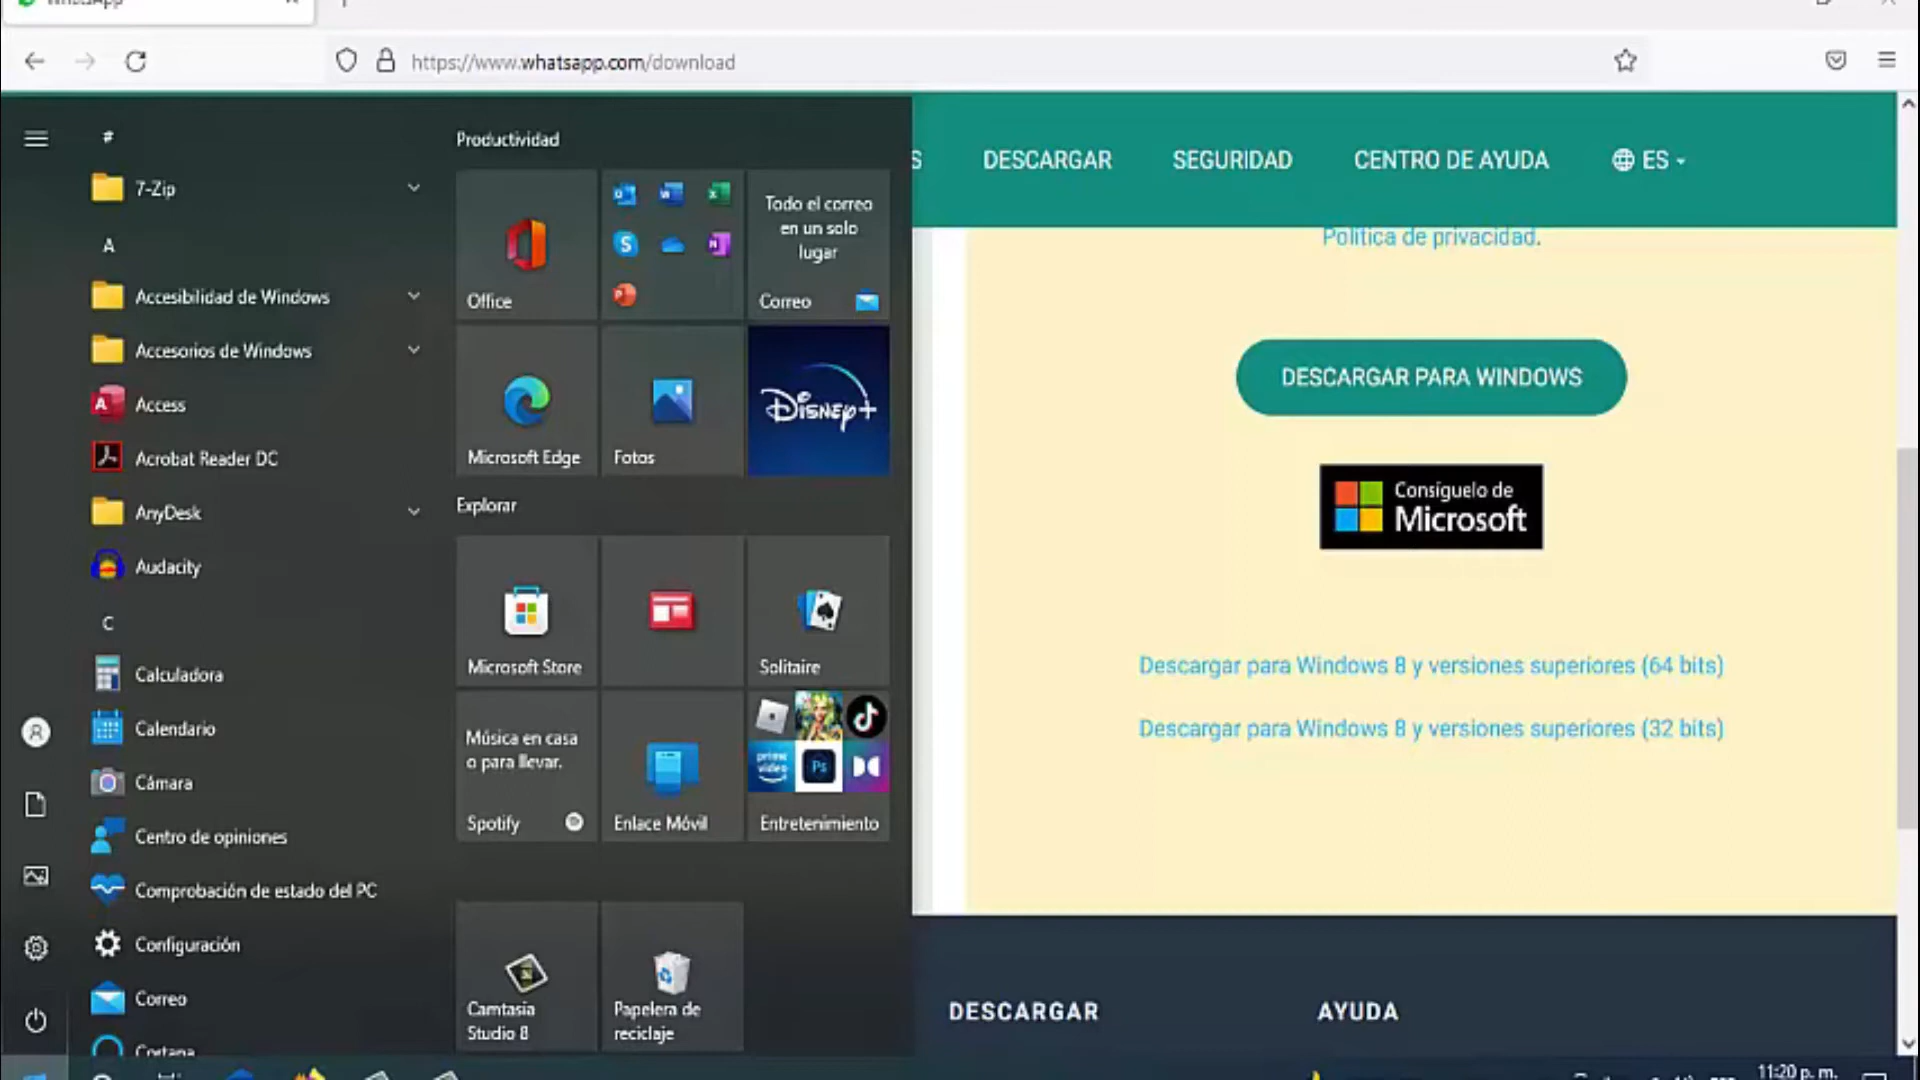 WhatsApp
https://www.whatsapp.com/download
#
7-Zip
A
Accesibilidad de Windows
Accesorios de Windows
Access
Acrobat Reader DC
AnyDesk
Audacity
C
Calculadora
Calendario
Cámara
Centro de opiniones
Comprobación de estado del PC
Configuración
Correo
Cortana
Productividad
Office
Todo el correo
en un solo
lugar
Correo
Microsoft Edge
Fotos
Disney+
Explorar
Microsoft Store
Solitaire
Música en casa
o para llevar.
Spotify
Enlace Móvil
prime
video
Ps
Entretenimiento
Camtasia
Studio 8
Papelera de
reciclaje
S
DESCARGAR
SEGURIDAD
CENTRO DE AYUDA
ES
Política de privacidad.
DESCARGAR PARA WINDOWS
Consíguelo de
Microsoft
Descargar para Windows 8 y versiones superiores (64 bits)
Descargar para Windows 8 y versiones superiores (32 bits)
DESCARGAR
AYUDA
11:20 p. m.